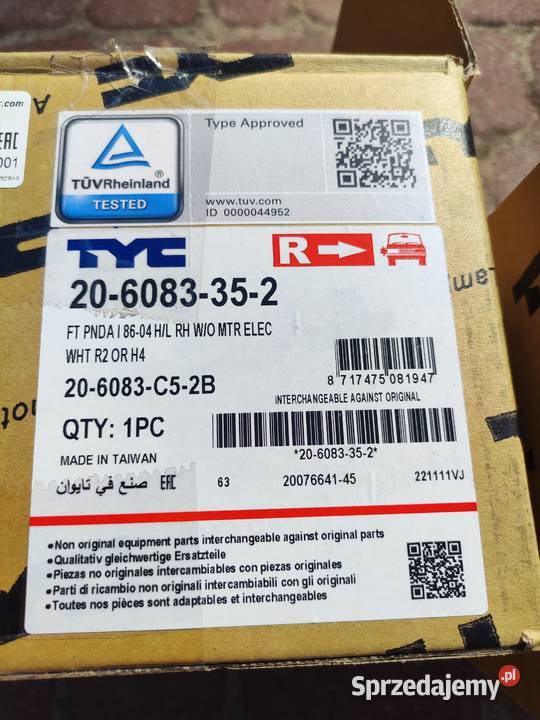 r.com
EAC
001
TÜVRheinland®
TESTED
Type Approved
www.tuv.com
ID 0000044952
TYC
R
20-6083-35-2
FT PNDA I 86-04 H/L RH W/O MTR ELEC
WHT R2 OR H4
20-6083-C5-2B
8 717475 081947
INTERCHANGEABLE AGAINST ORIGINAL
QTY: 1PC
*20-6083-35-2*
MADE IN TAIWAN
صنع في تايوان EAC
63 20076641-45 221111VJ
•Non original equipment parts interchangeable against original parts
•Qualitativ gleichwertige Ersatzteile
•Piezas no originales intercambiables con piezas originales
•Parti di ricambio non originali intercambiabili con gli originali
•Toutes nos pièces sont adaptables et interchangeables
Sprzedajemy.pl